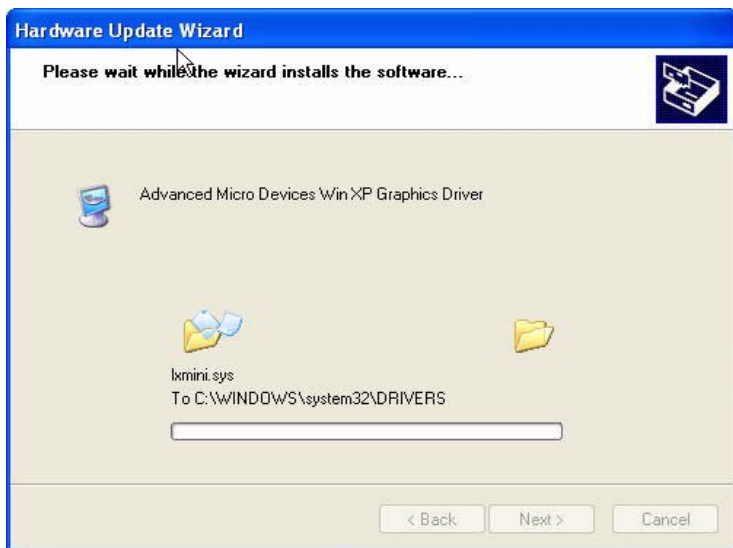 Hardware Update Wizard
Please wait while the wizard installs the software...
Advanced Micro Devices Win XP Graphics Driver
lxmini.sys
To C:\WINDOWS\system32\DRIVERS
< Back Next > Cancel